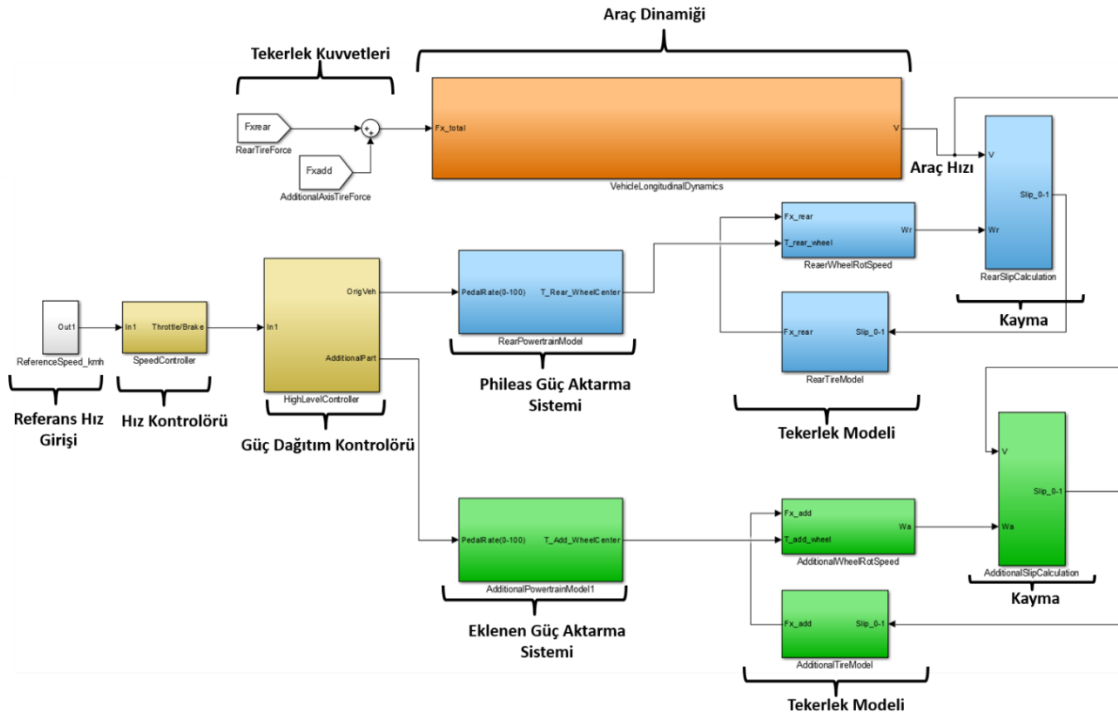 Araç Dinamiği
Tekerlek Kuvvetleri
Fxrear
RearTireForce
Fxadd
AdditionalAxisTireForce
Fx_total
V
VehicleLongitudinalDynamics
Araç Hızı
V
Slip_0-1
Wr
RearSlipCalculation
Kayma
Fx_rear
T_rear_wheel
Wr
ReaerWheelRotSpeed
Fx_rear
Slip_0-1
RearTireModel
Tekerlek Modeli
Out1
ReferenceSpeed_kmh
Referans Hız
Girişi
In1
Throttle/Brake
SpeedController
Hız Kontrolörü
In1
OrigVeh
AdditionalPart
HighLevelController
Güç Dağıtım Kontrolörü
PedalRate(0-100)
T_Rear_WheelCenter
RearPowertrainModel
Phileas Güç Aktarma
Sistemi
PedalRate(0-100)
T_Add_WheelCenter
AdditionalPowertrainModel1
Eklenen Güç Aktarma
Sistemi
Fx_add
T_add_wheel
Wa
AdditionalWheelRotSpeed
Fx_add
Slip_0-1
AdditionalTireModel
Tekerlek Modeli
V
Slip_0-1
Wa
AdditionalSlipCalculation
Kayma